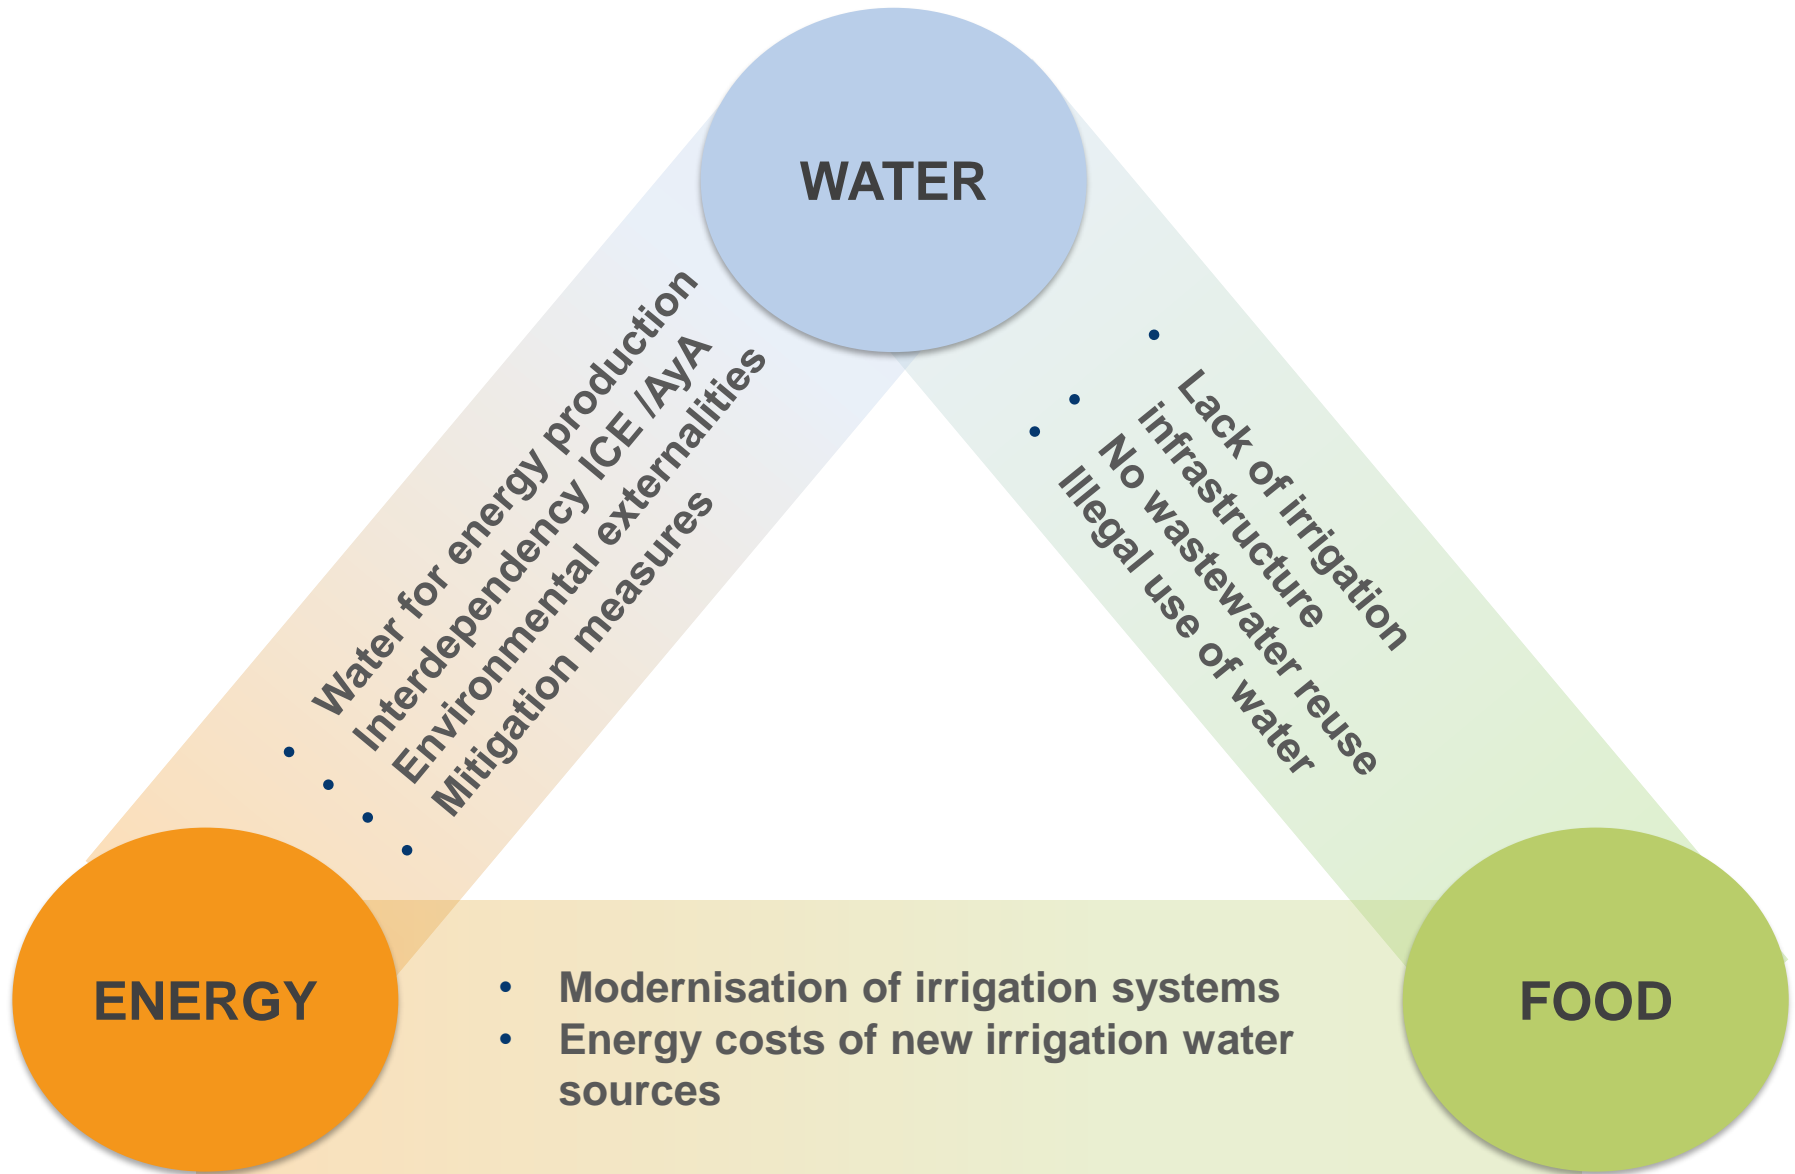 WATER
• Water for energy production
• Interdependency ICE /AyA
• Environmental externalities
• Mitigation measures
• Lack of irrigation
infrastructure
• No wastewater reuse
• Illegal use of water
ENERGY
• Modernisation of irrigation systems
• Energy costs of new irrigation water
sources
FOOD